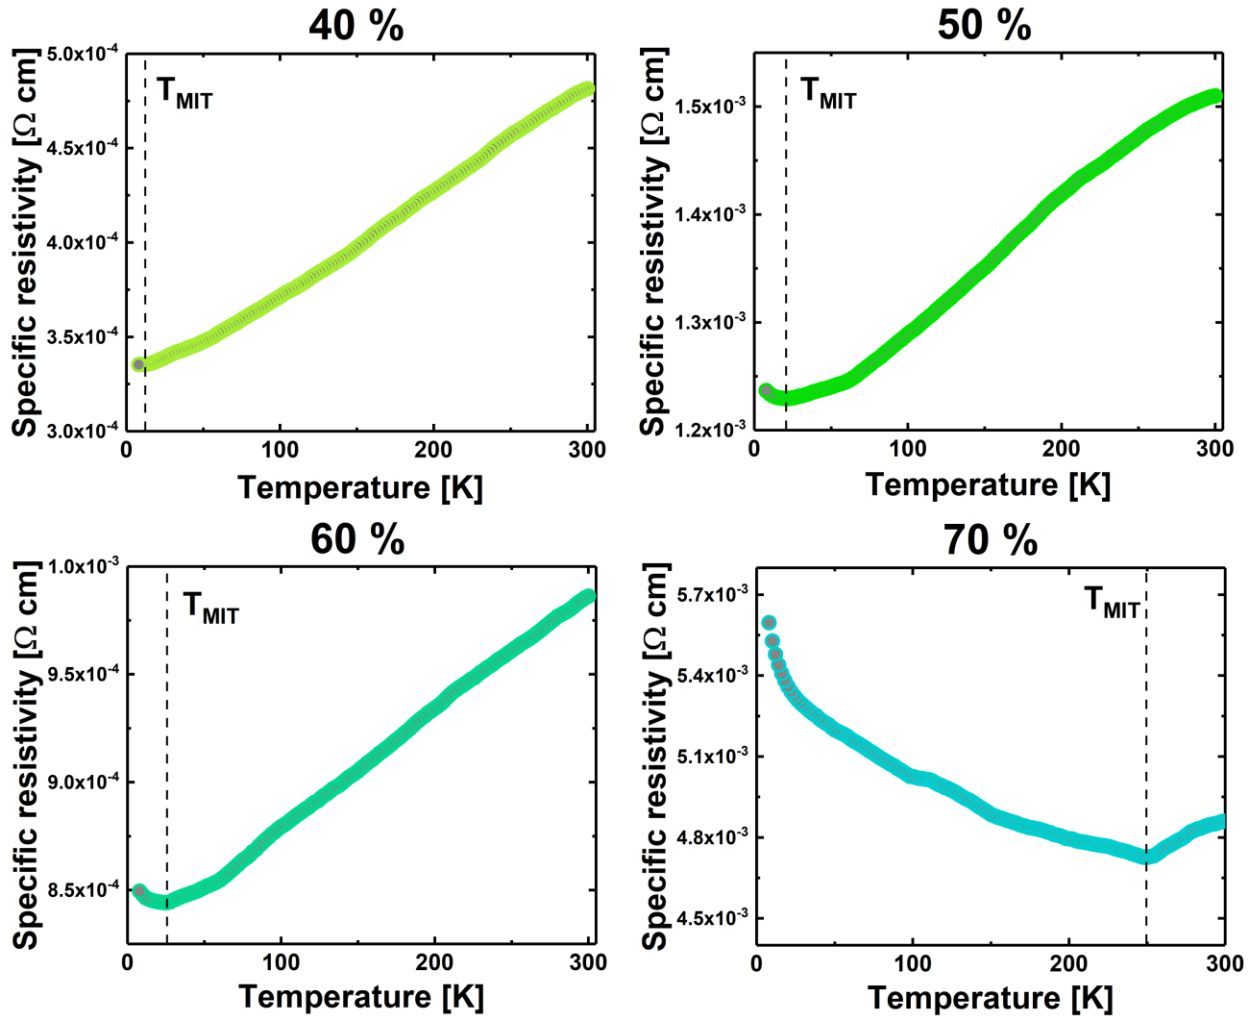 40 %
Specific resistivity [Ω cm]
5.0x10⁻⁴
4.5x10⁻⁴
4.0x10⁻⁴
3.5x10⁻⁴
3.0x10⁻⁴
T_MIT
0 100 200 300
Temperature [K]
50 %
Specific resistivity [Ω cm]
1.5x10⁻³
1.4x10⁻³
1.3x10⁻³
1.2x10⁻³
T_MIT
0 100 200 300
Temperature [K]
60 %
Specific resistivity [Ω cm]
1.0x10⁻³
9.5x10⁻⁴
9.0x10⁻⁴
8.5x10⁻⁴
T_MIT
0 100 200 300
Temperature [K]
70 %
Specific resistivity [Ω cm]
5.7x10⁻³
5.4x10⁻³
5.1x10⁻³
4.8x10⁻³
4.5x10⁻³
T_MIT
0 100 200 300
Temperature [K]